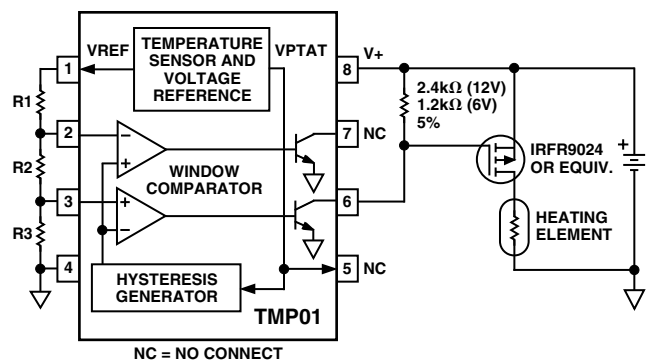 TEMPERATURE
SENSOR AND
VOLTAGE
REFERENCE
VREF
VPTAT
1
8
V+
R1
2.4kΩ (12V)
1.2kΩ (6V)
5%
2
7
NC
−
+
R2
WINDOW
COMPARATOR
IRFR9024
OR EQUIV.
+
3
6
+
−
R3
HEATING
ELEMENT
4
5
NC
HYSTERESIS
GENERATOR
TMP01
NC = NO CONNECT